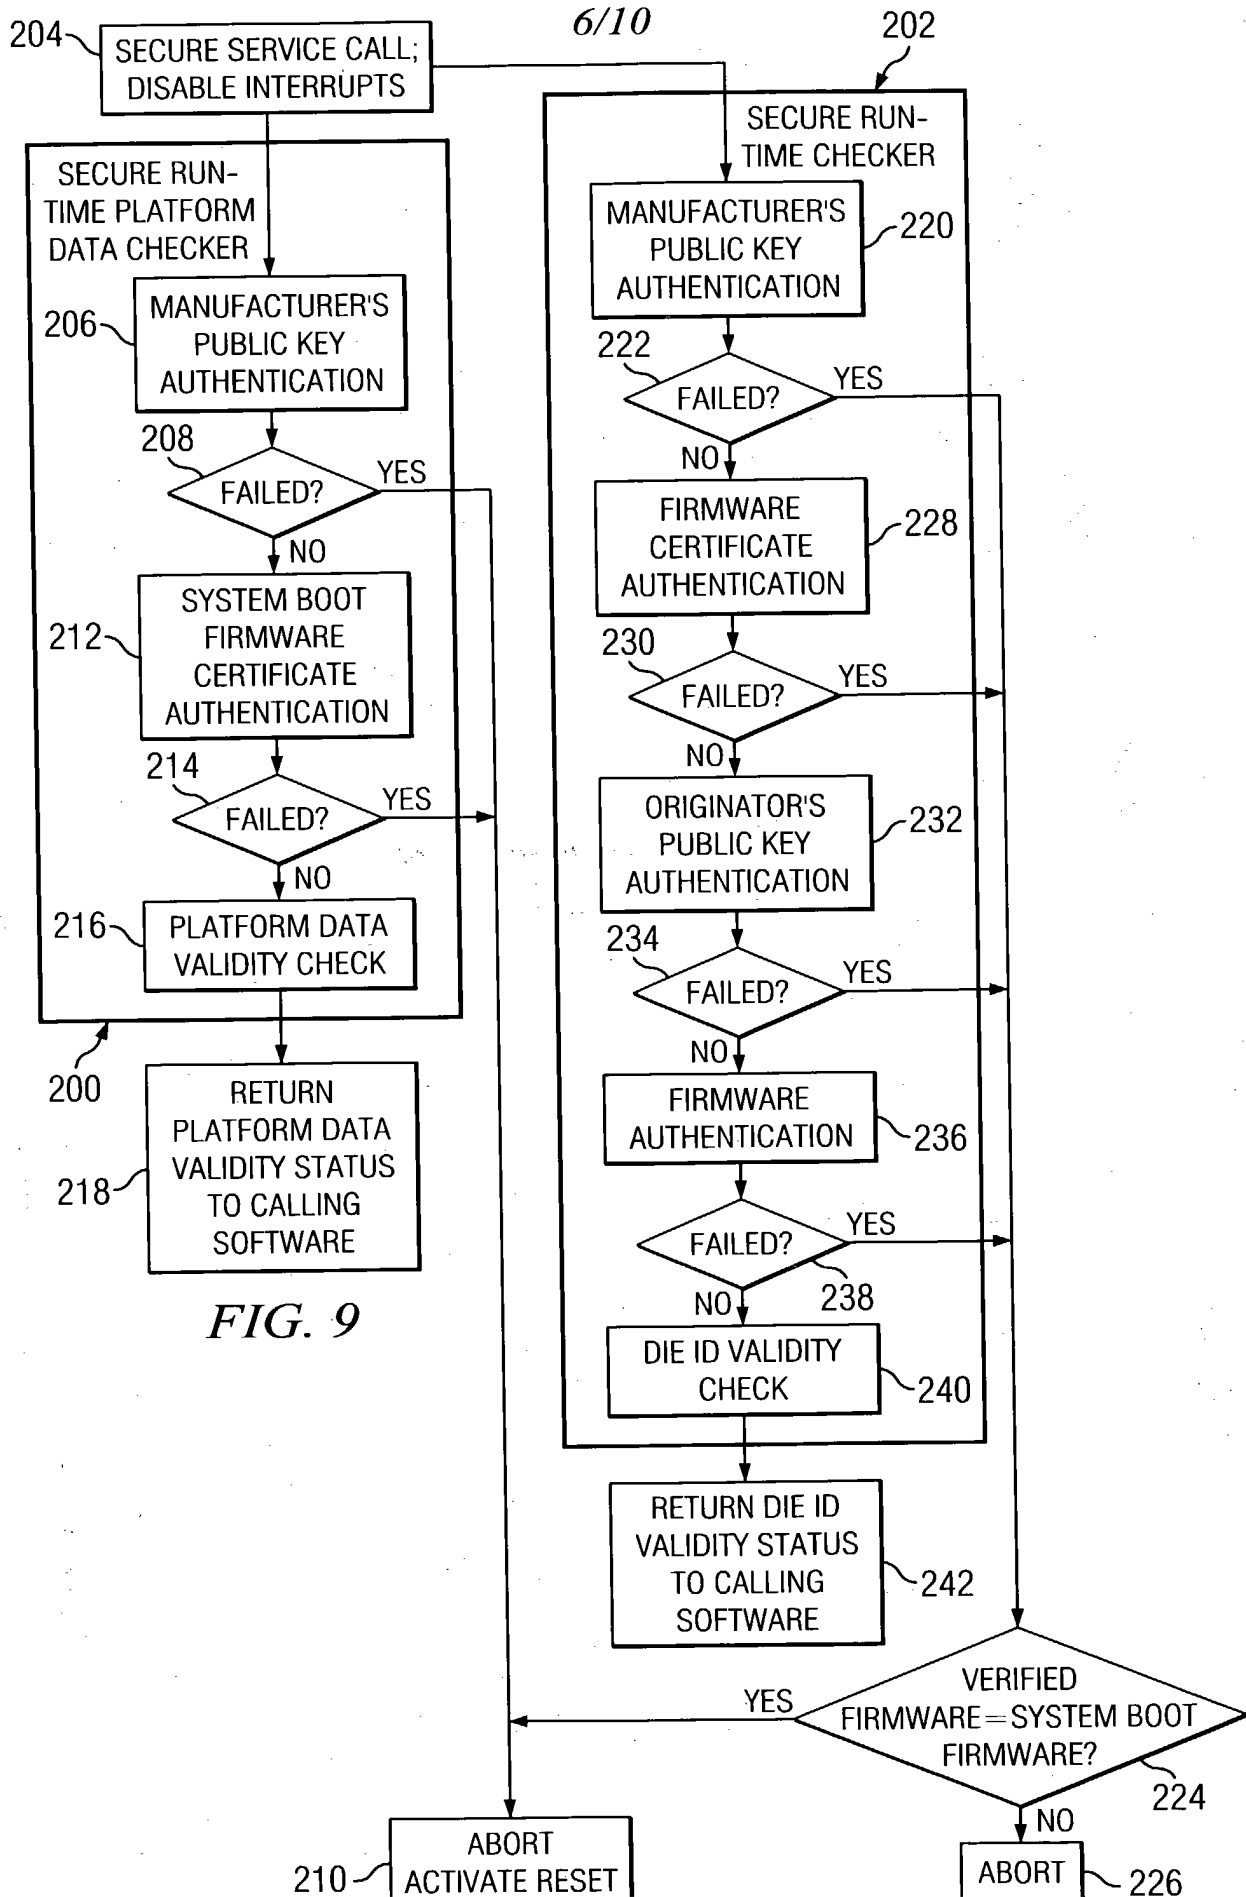 6/10
204
SECURE SERVICE CALL;
DISABLE INTERRUPTS
202
SECURE RUN-
TIME PLATFORM
DATA CHECKER
206
MANUFACTURER'S
PUBLIC KEY
AUTHENTICATION
208
FAILED?
YES
NO
212
SYSTEM BOOT
FIRMWARE
CERTIFICATE
AUTHENTICATION
214
FAILED?
YES
NO
216
PLATFORM DATA
VALIDITY CHECK
200
218
RETURN
PLATFORM DATA
VALIDITY STATUS
TO CALLING
SOFTWARE
FIG. 9
SECURE RUN-
TIME CHECKER
MANUFACTURER'S
PUBLIC KEY
AUTHENTICATION
220
222
FAILED?
YES
NO
FIRMWARE
CERTIFICATE
AUTHENTICATION
228
230
FAILED?
YES
NO
ORIGINATOR'S
PUBLIC KEY
AUTHENTICATION
232
234
FAILED?
YES
NO
FIRMWARE
AUTHENTICATION
236
FAILED?
YES
238
NO
DIE ID VALIDITY
CHECK
240
RETURN DIE ID
VALIDITY STATUS
TO CALLING
SOFTWARE
242
VERIFIED
FIRMWARE=SYSTEM BOOT
FIRMWARE?
YES
224
NO
210
ABORT
ACTIVATE RESET
ABORT
226